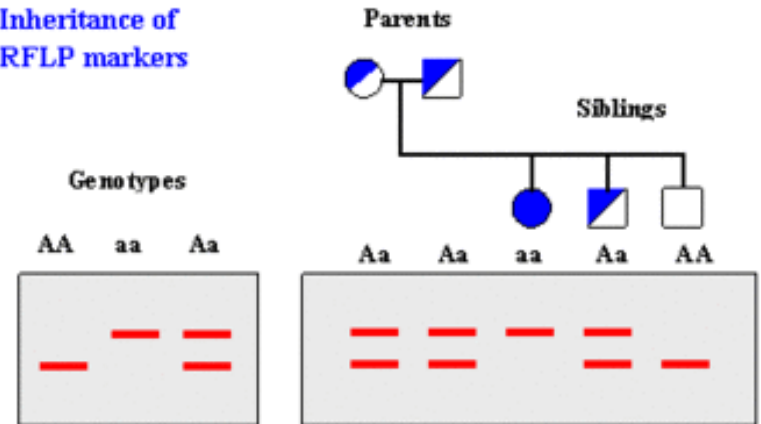 Inheritance of
RFLP markers
Parents
Siblings
Genotypes
AA aa Aa
Aa Aa aa Aa AA